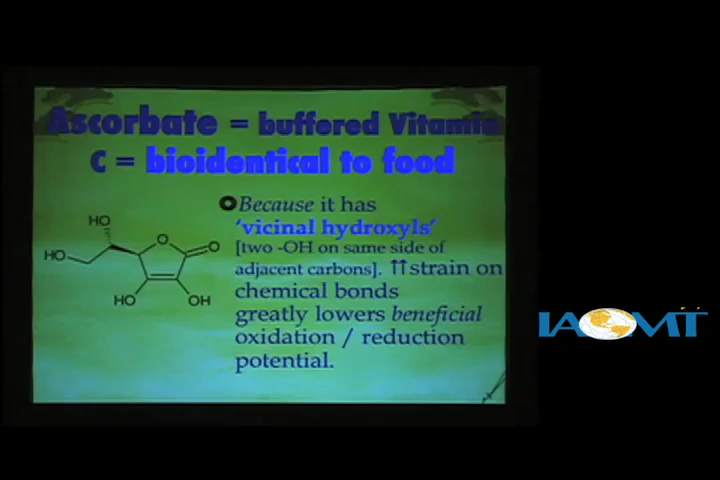 Ascorbate = buffered Vitamin
C = bioidentical to food
Because it has
'vicinal hydroxyls'
[two -OH on same side of
adjacent carbons]. ⇈strain on
chemical bonds
greatly lowers beneficial
oxidation / reduction
potential.
HO
HO
O
O
HO
OH
IAOMT